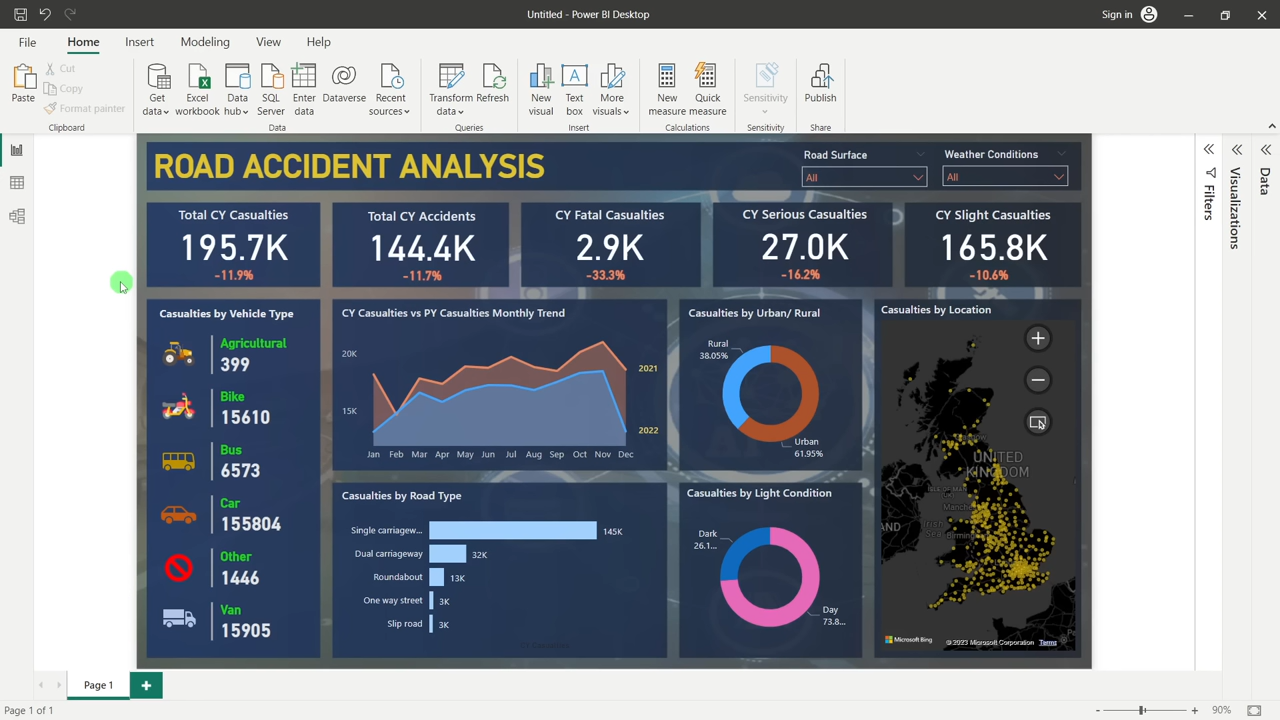 Untitled - Power BI Desktop
Sign in
File
Home
Insert
Modeling
View
Help
Paste
Cut
Copy
Format painter
Clipboard
Get data
Excel workbook
Data hub
SQL Server
Enter data
Dataverse
Recent sources
Data
Transform data
Refresh
Queries
New visual
Text box
More visuals
Insert
New measure
Quick measure
Calculations
Sensitivity
Sensitivity
Publish
Share
ROAD ACCIDENT ANALYSIS
Road Surface
All
Weather Conditions
All
Total CY Casualties
195.7K
-11.9%
Total CY Accidents
144.4K
-11.7%
CY Fatal Casualties
2.9K
-33.3%
CY Serious Casualties
27.0K
-16.2%
CY Slight Casualties
165.8K
-10.6%
Casualties by Vehicle Type
Agricultural
399
Bike
15610
Bus
6573
Car
155804
Other
1446
Van
15905
CY Casualties vs PY Casualties Monthly Trend
20K
15K
2021
2022
Jan Feb Mar Apr May Jun Jul Aug Sep Oct Nov Dec
Casualties by Road Type
Single carriagew... 145K
Dual carriageway 32K
Roundabout 13K
One way street 3K
Slip road 3K
CY Casualties
Casualties by Urban/ Rural
Rural
38.05%
Urban
61.95%
Casualties by Light Condition
Dark
26.1...
Day
73.8...
Casualties by Location
UNITED
KINGDOM
ISLE OF MAN
Manche
Irish
Sea
Birming
AND
Microsoft Bing
© 2023 Microsoft Corporation
Terms
Filters
Visualizations
Data
Page 1
Page 1 of 1
- + 90%